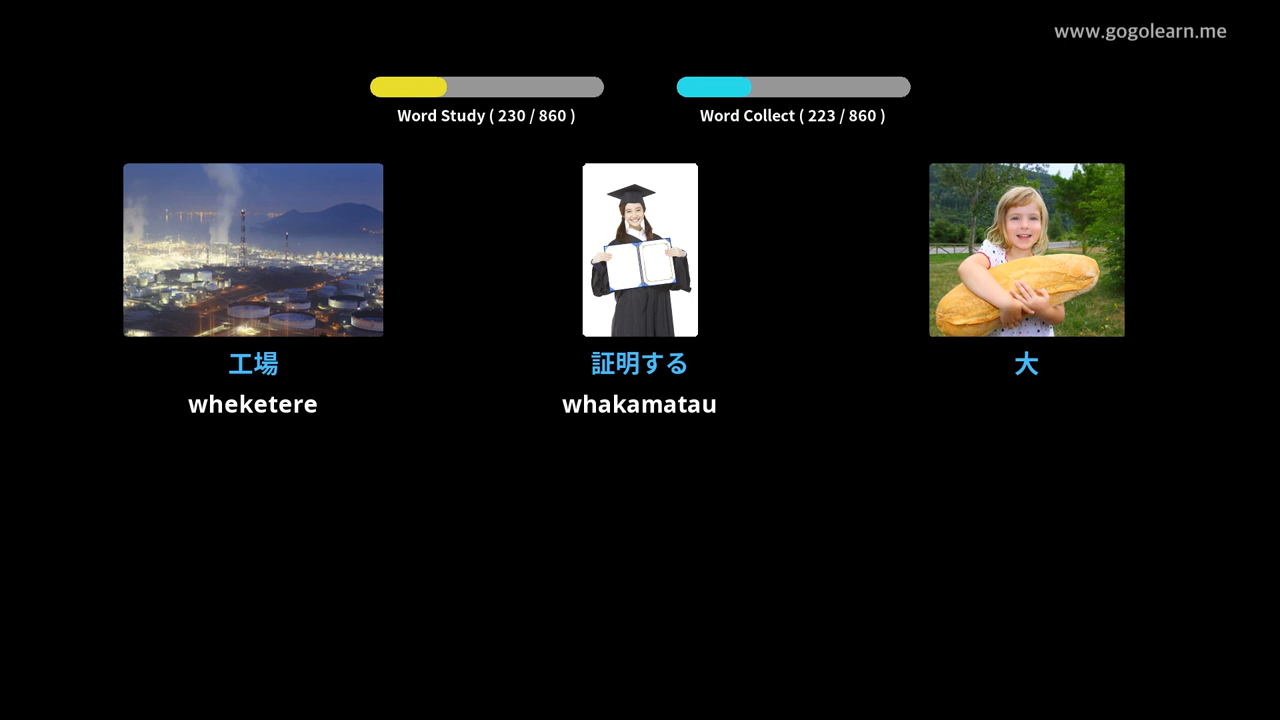 www.gogolearn.me
Word Study ( 230 / 860 )
Word Collect ( 223 / 860 )
工場
証明する
大
wheketere
whakamatau